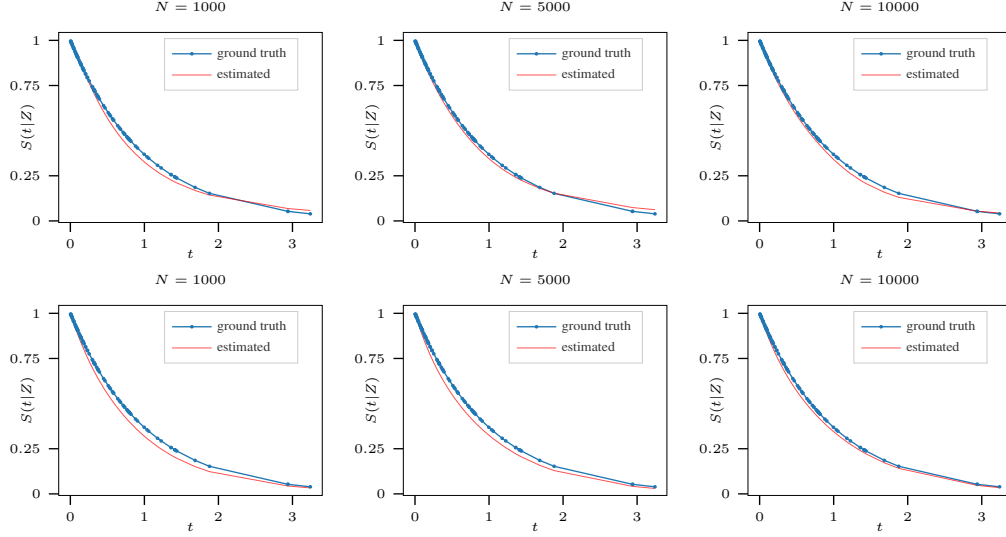 N = 1000
N = 5000
N = 10000
S(t|Z)
1
0.75
0.25
0
0
1
2
3
t
ground truth
estimated
S(t|Z)
1
0.75
0.25
0
0
1
2
3
t
ground truth
estimated
S(t|Z)
1
0.75
0.25
0
0
1
2
3
t
ground truth
estimated
N = 1000
N = 5000
N = 10000
S(t|Z)
1
0.75
0.25
0
0
1
2
3
t
ground truth
estimated
S(t|Z)
1
0.75
0.25
0
0
1
2
3
t
ground truth
estimated
S(t|Z)
1
0.75
0.25
0
0
1
2
3
t
ground truth
estimated